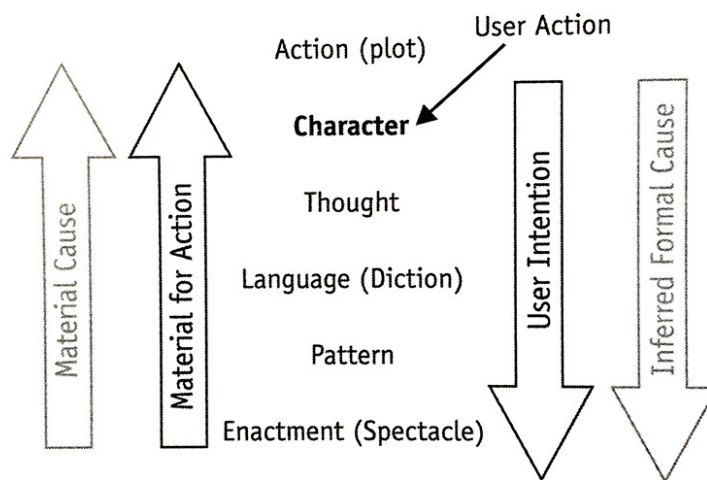 User Action
Action (plot)
Character
Thought
Language (Diction)
Pattern
Enactment (Spectacle)
Material Cause
Material for Action
User Intention
Inferred Formal Cause